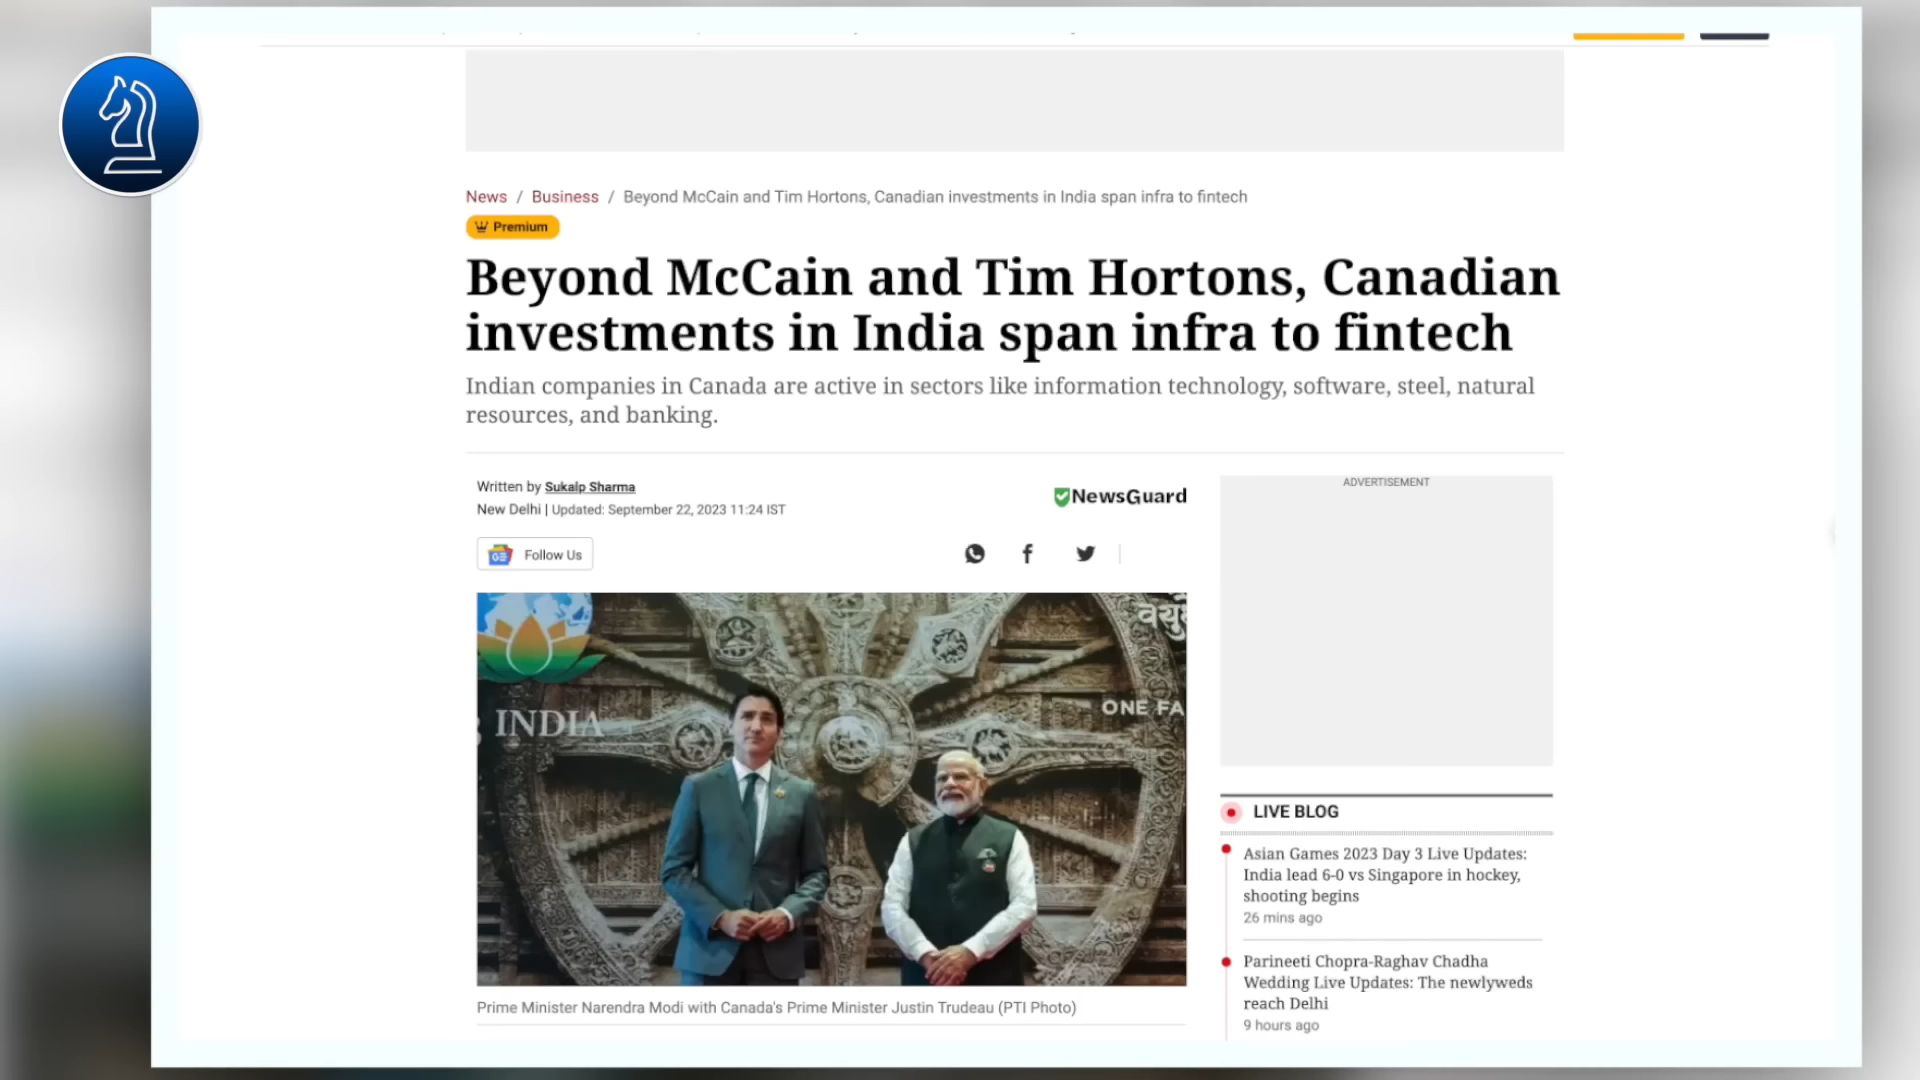 News / Business / Beyond McCain and Tim Hortons, Canadian investments in India span infra to fintech
Premium
Beyond McCain and Tim Hortons, Canadian
investments in India span infra to fintech
Indian companies in Canada are active in sectors like information technology, software, steel, natural
resources, and banking.
Written by Sukalp Sharma
New Delhi | Updated: September 22, 2023 11:24 IST
NewsGuard
Follow Us
INDIA
ONE FA
Prime Minister Narendra Modi with Canada's Prime Minister Justin Trudeau (PTI Photo)
ADVERTISEMENT
LIVE BLOG
Asian Games 2023 Day 3 Live Updates:
India lead 6-0 vs Singapore in hockey,
shooting begins
26 mins ago
Parineeti Chopra-Raghav Chadha
Wedding Live Updates: The newlyweds
reach Delhi
9 hours ago